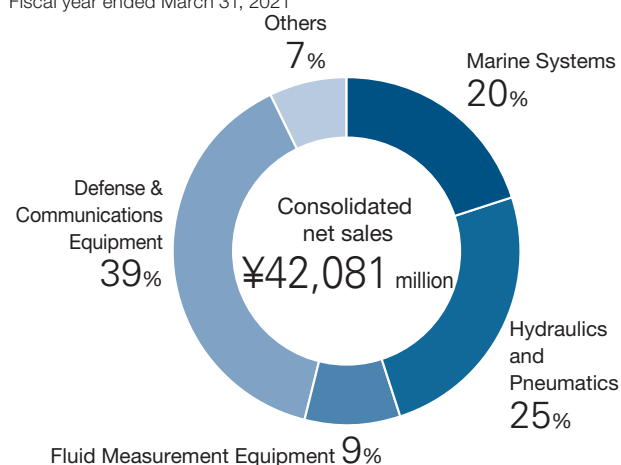 Fiscal year ended March 31, 2021
Others
7%
Marine Systems
20%
Defense &
Communications
Equipment
39%
Consolidated
net sales
¥42,081 million
Hydraulics
and
Pneumatics
25%
Fluid Measurement Equipment 9%